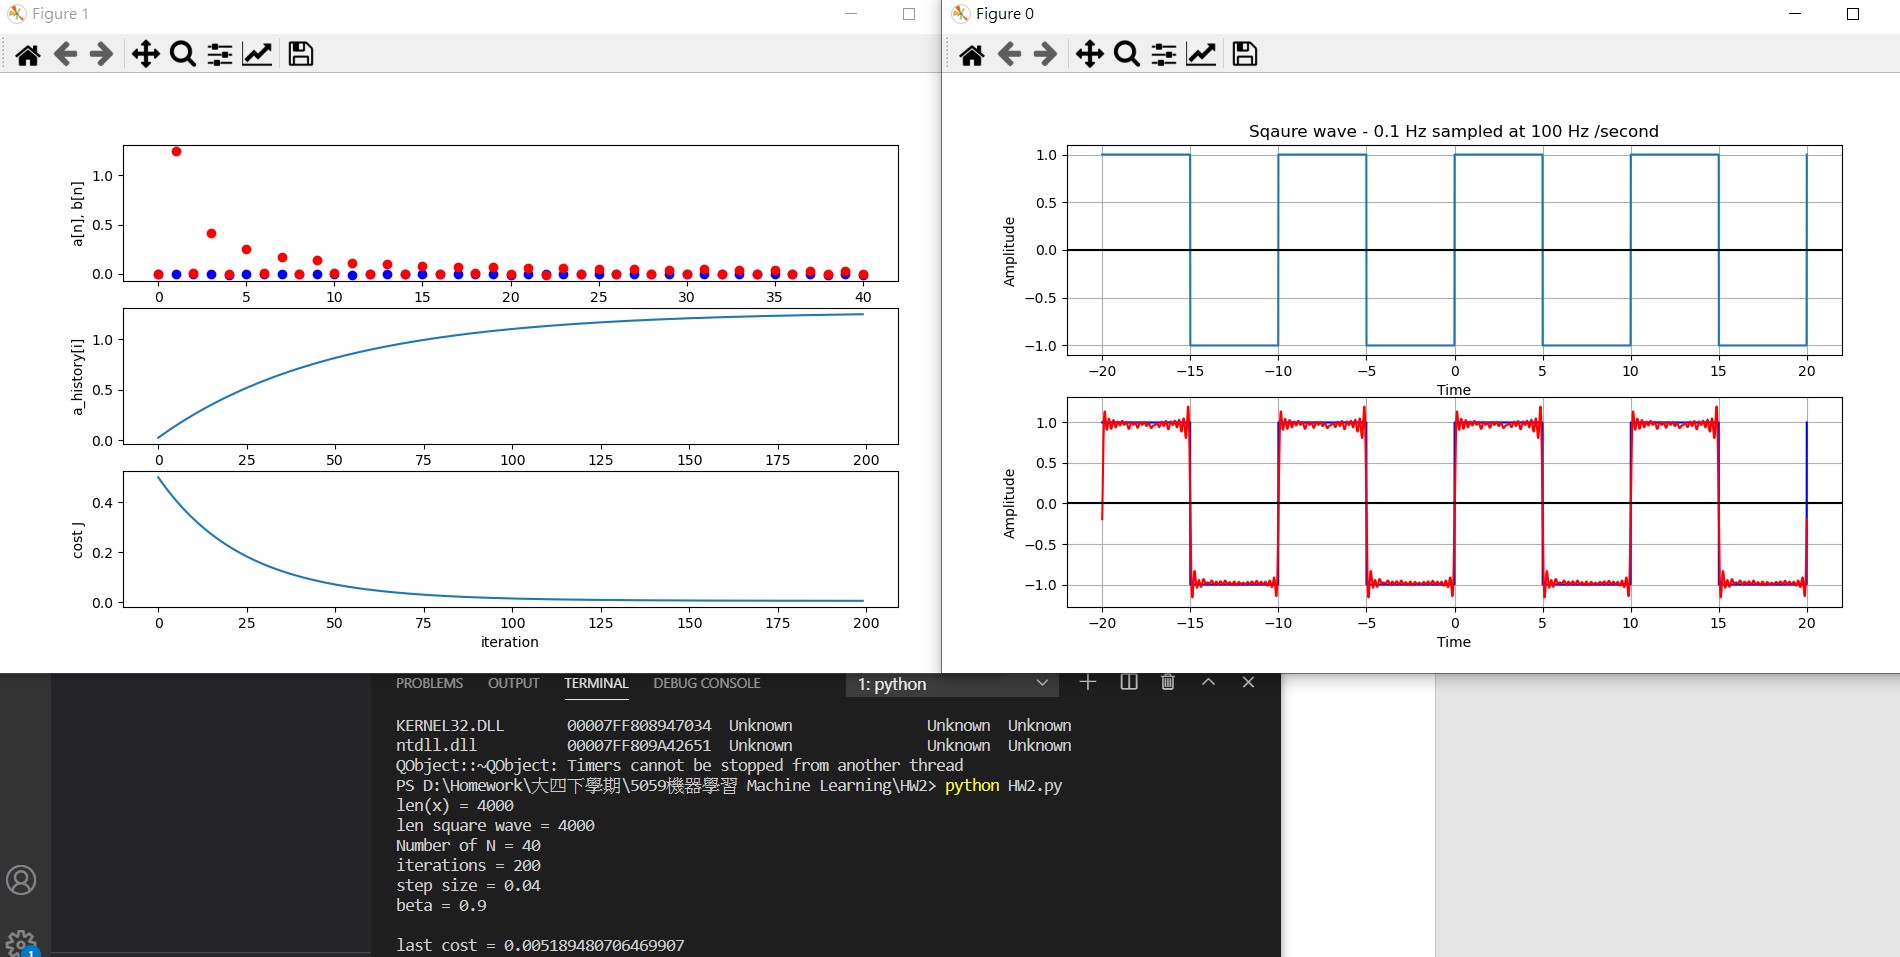 Figure 1
a[n], b[n]
1.0
0.5
0.0
0 5 10 15 20 25 30 35 40
a_history[i]
1.0
0.5
0.0
0 25 50 75 100 125 150 175 200
cost J
0.4
0.2
0.0
0 25 50 75 100 125 150 175 200
iteration
Figure 0
Sqaure wave - 0.1 Hz sampled at 100 Hz /second
Amplitude
1.0
0.5
0.0
−0.5
−1.0
−20 −15 −10 −5 0 5 10 15 20
Time
Amplitude
1.0
0.5
0.0
−0.5
−1.0
−20 −15 −10 −5 0 5 10 15 20
Time
PROBLEMS OUTPUT TERMINAL DEBUG CONSOLE 1: python
KERNEL32.DLL 00007FF808947034 Unknown Unknown Unknown
ntdll.dll 00007FF809A42651 Unknown Unknown Unknown
QObject::~QObject: Timers cannot be stopped from another thread
PS D:\Homework\大四下學期\5059機器學習 Machine Learning\HW2> python HW2.py
len(x) = 4000
len square wave = 4000
Number of N = 40
iterations = 200
step size = 0.04
beta = 0.9
last cost = 0.005189480706469907
1